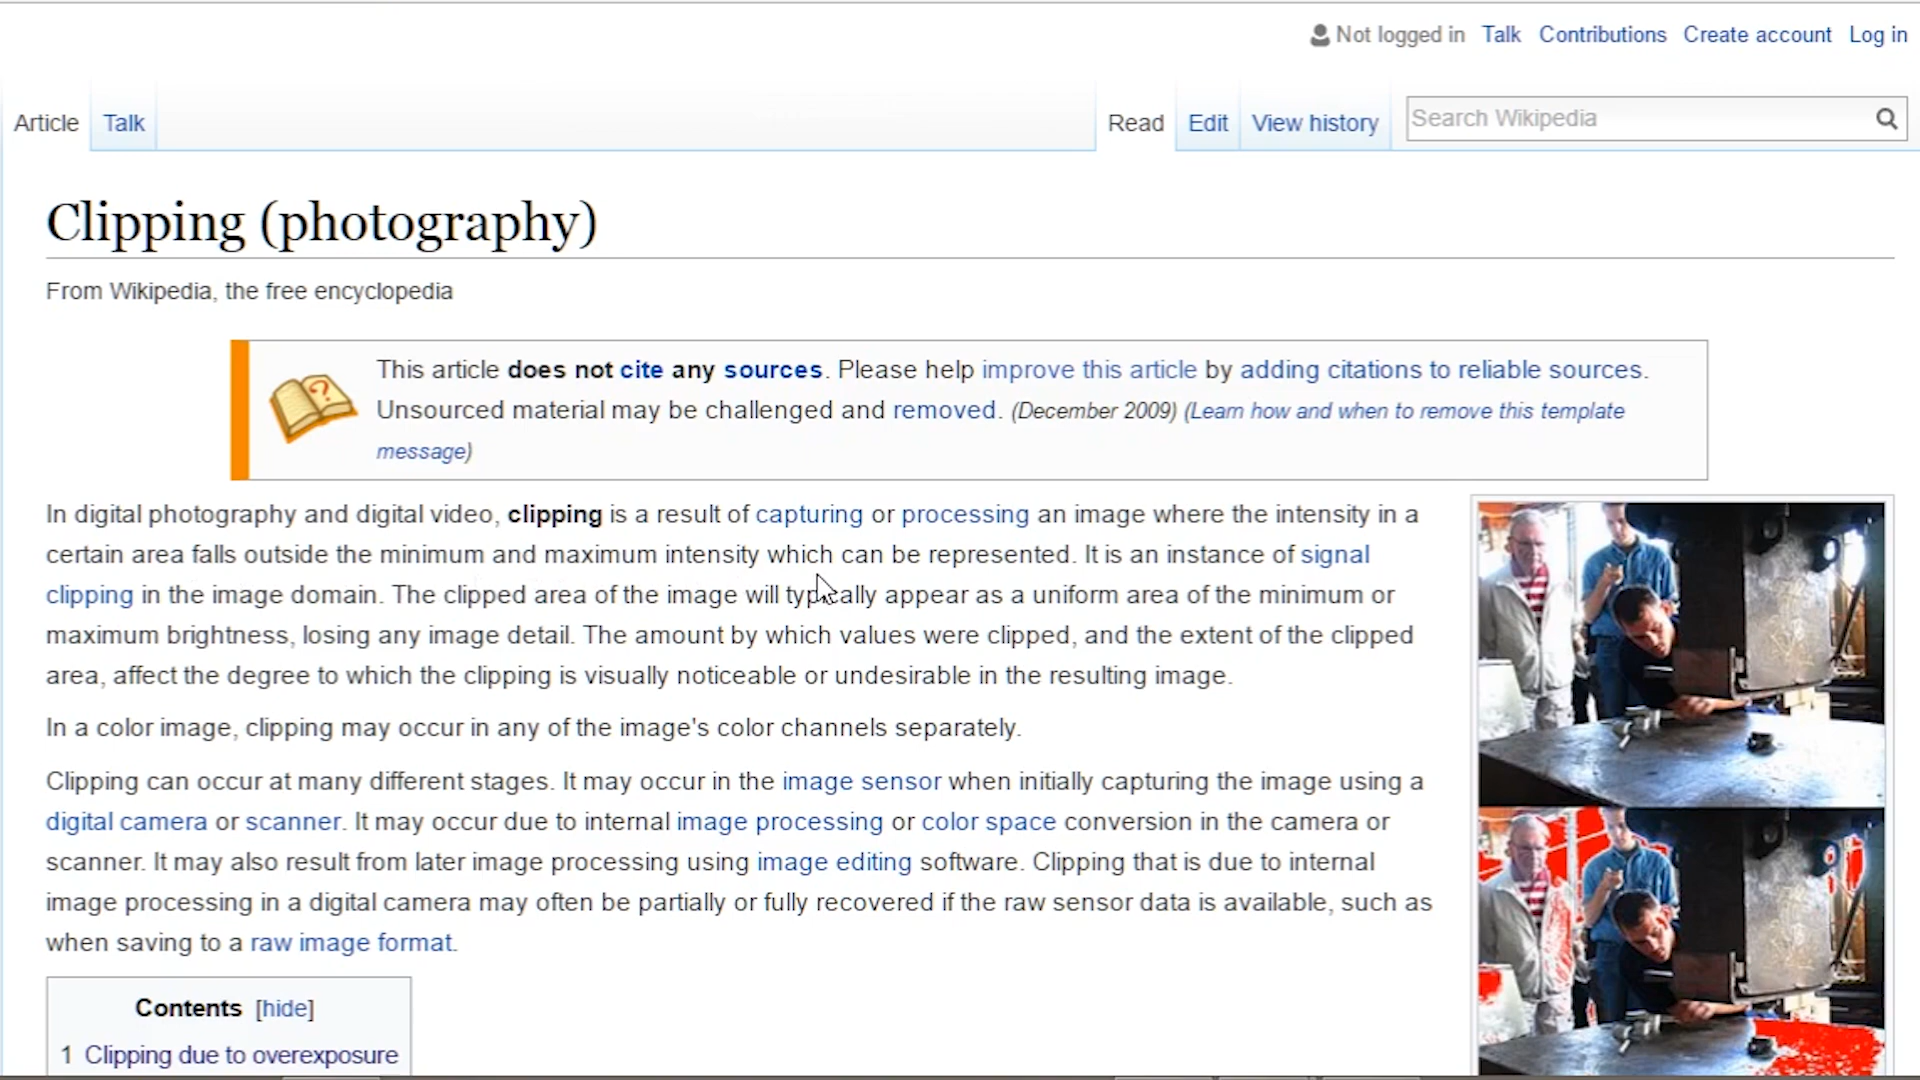 Not logged in Talk Contributions Create account Log in
Article Talk Read Edit View history Search Wikipedia
Clipping (photography)
From Wikipedia, the free encyclopedia
This article does not cite any sources. Please help improve this article by adding citations to reliable sources.
Unsourced material may be challenged and removed. (December 2009) (Learn how and when to remove this template
message)
In digital photography and digital video, clipping is a result of capturing or processing an image where the intensity in a
certain area falls outside the minimum and maximum intensity which can be represented. It is an instance of signal
clipping in the image domain. The clipped area of the image will typically appear as a uniform area of the minimum or
maximum brightness, losing any image detail. The amount by which values were clipped, and the extent of the clipped
area, affect the degree to which the clipping is visually noticeable or undesirable in the resulting image.
In a color image, clipping may occur in any of the image's color channels separately.
Clipping can occur at many different stages. It may occur in the image sensor when initially capturing the image using a
digital camera or scanner. It may occur due to internal image processing or color space conversion in the camera or
scanner. It may also result from later image processing using image editing software. Clipping that is due to internal
image processing in a digital camera may often be partially or fully recovered if the raw sensor data is available, such as
when saving to a raw image format.
Contents [hide]
1 Clipping due to overexposure